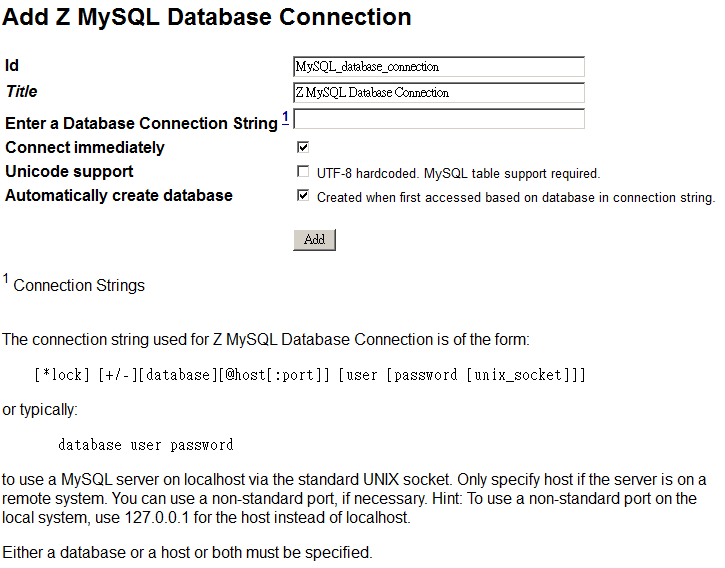 Add Z MySQL Database Connection
Id MySQL_database_connection
Title Z MySQL Database Connection
Enter a Database Connection String 1
Connect immediately
Unicode support UTF-8 hardcoded. MySQL table support required.
Automatically create database Created when first accessed based on database in connection string.
Add
1 Connection Strings
The connection string used for Z MySQL Database Connection is of the form:
[*lock] [+/-][database][@host[:port]] [user [password [unix_socket]]]
or typically:
database user password
to use a MySQL server on localhost via the standard UNIX socket. Only specify host if the server is on a
remote system. You can use a non-standard port, if necessary. Hint: To use a non-standard port on the
local system, use 127.0.0.1 for the host instead of localhost.
Either a database or a host or both must be specified.